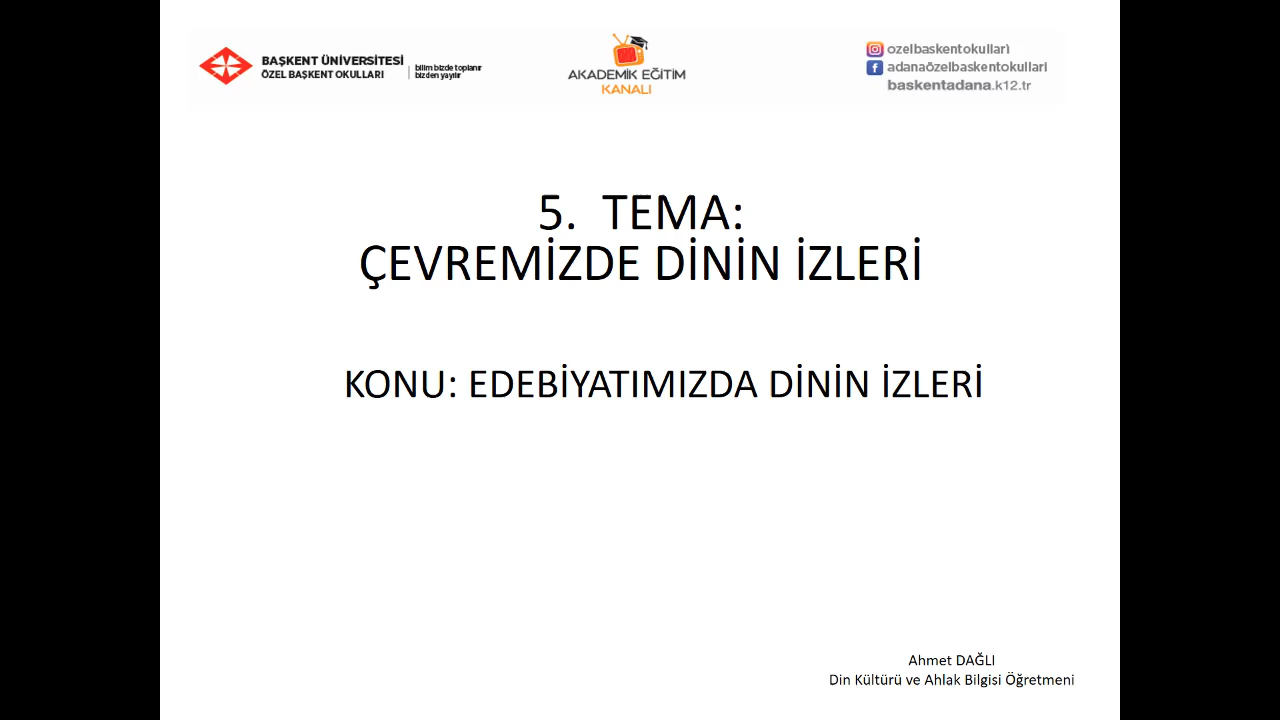 BAŞKENT ÜNİVERSİTESİ
ÖZEL BAŞKENT OKULLARI
bilim bizde toplanır
bizden yayılır
AKADEMİK EĞİTİM
KANALI
ozelbaskentokullari
adanaözelbaskentokullari
baskentadana.k12.tr
5. TEMA:
ÇEVREMİZDE DİNİN İZLERİ
KONU: EDEBİYATIMIZDA DİNİN İZLERİ
Ahmet DAĞLI
Din Kültürü ve Ahlak Bilgisi Öğretmeni